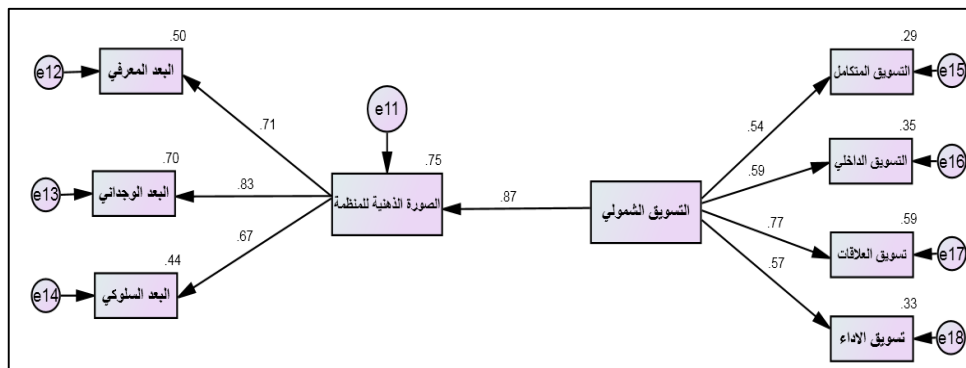 .50
البعد المعرفي
e12
.71
.70
البعد الوجداني
e13
.83
.67
.44
البعد السلوكي
e14
e11
.75
الصورة الذهنية للمنظمة
.87
التسويق الشمولي
.29
التسويق المتكامل
e15
.54
.35
التسويق الداخلي
e16
.59
.77
.59
تسويق العلاقات
e17
.57
.33
تسويق الاداء
e18